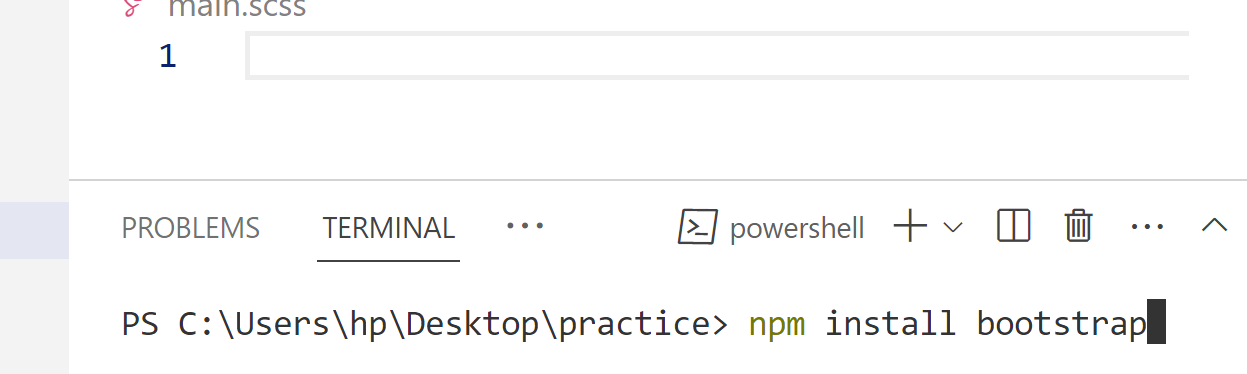 main.scss
1
PROBLEMS TERMINAL ··· powershell
PS C:\Users\hp\Desktop\practice> npm install bootstrap